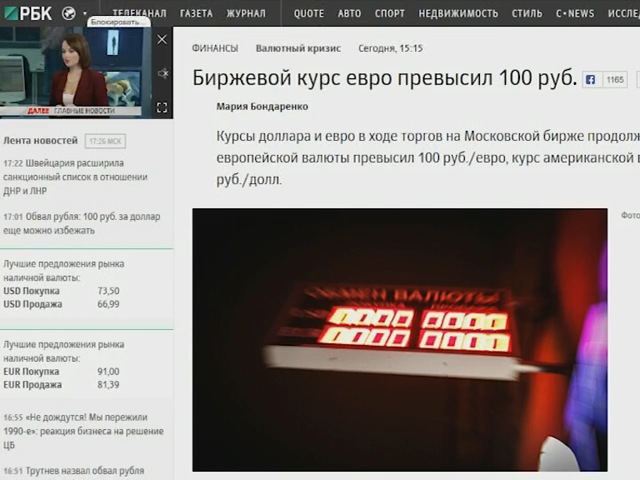 РБК
ТЕЛЕКАНАЛ ГАЗЕТА ЖУРНАЛ QUOTE АВТО СПОРТ НЕДВИЖИМОСТЬ СТИЛЬ C•NEWS ИССЛЕД
Блокировать...
ДАЛЕЕ ГЛАВНЫЕ НОВОСТИ
Лента новостей 17:26 МСК
17:22 Швейцария расширила
санкционный список в отношении
ДНР и ЛНР
17:01 Обвал рубля: 100 руб. за доллар
еще можно избежать
Лучшие предложения рынка
наличной валюты:
USD Покупка 73,50
USD Продажа 66,99
Лучшие предложения рынка
наличной валюты:
EUR Покупка 91,00
EUR Продажа 81,39
16:55 «Не дождутся! Мы пережили
1990-е»: реакция бизнеса на решение
ЦБ
16:51 Трутнев назвал обвал рубля
ФИНАНСЫ Валютный кризис Сегодня, 15:15
Биржевой курс евро превысил 100 руб.
1165
Мария Бондаренко
Курсы доллара и евро в ходе торгов на Московской бирже продолж
европейской валюты превысил 100 руб./евро, курс американской в
руб./долл.
Фото
ОБМЕН ВАЛЮТЫ